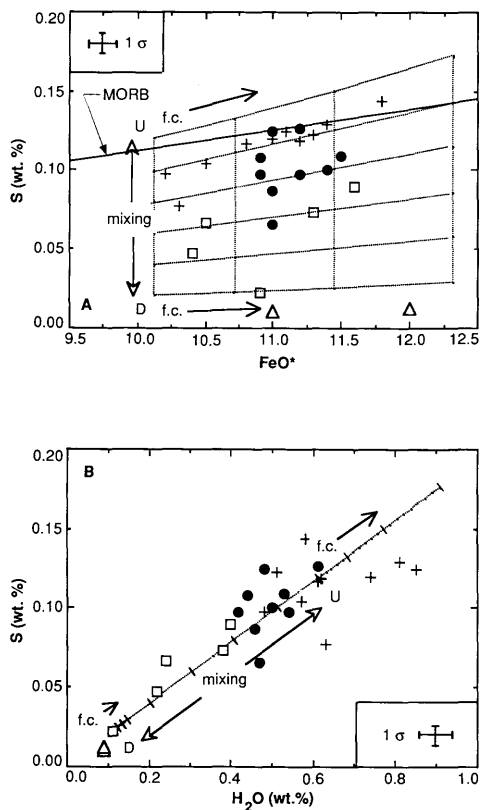 0.20
1 σ
f.c.
MORB
U
0.15
S (wt. %)
0.10
mixing
0.05
A
D
f.c.
0.00
9.5 10.0 10.5 11.0 11.5 12.0 12.5
FeO*
0.20
B
0.15
f.c.
S (wt. %)
0.10
U
mixing
0.05
f.c.
D
1 σ
0.00
0.0 0.2 0.4 0.6 0.8 1.0
H₂O (wt.%)